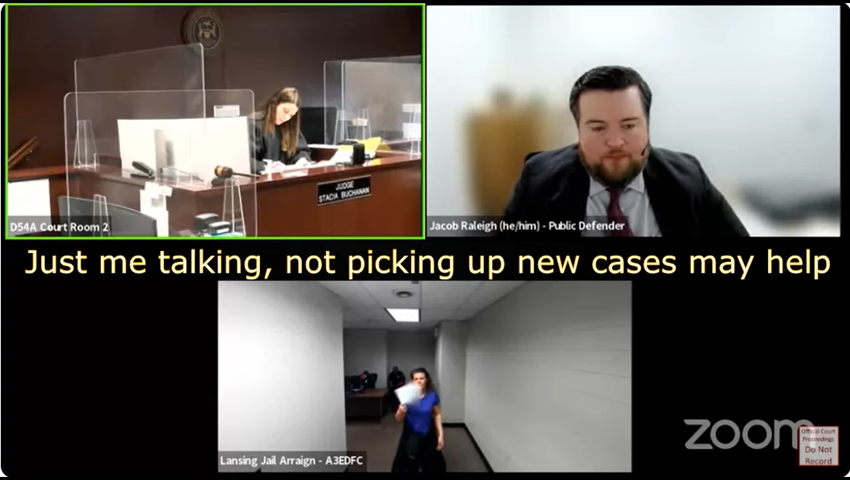 JUDGE
STACIA BUCHANAN
D54A Court Room 2
Jacob Raleigh (he/him) - Public Defender
Just me talking, not picking up new cases may help
Lansing Jail Arraign - A3EDFC
zoom
Official Court
Proceedings
Do Not
Record